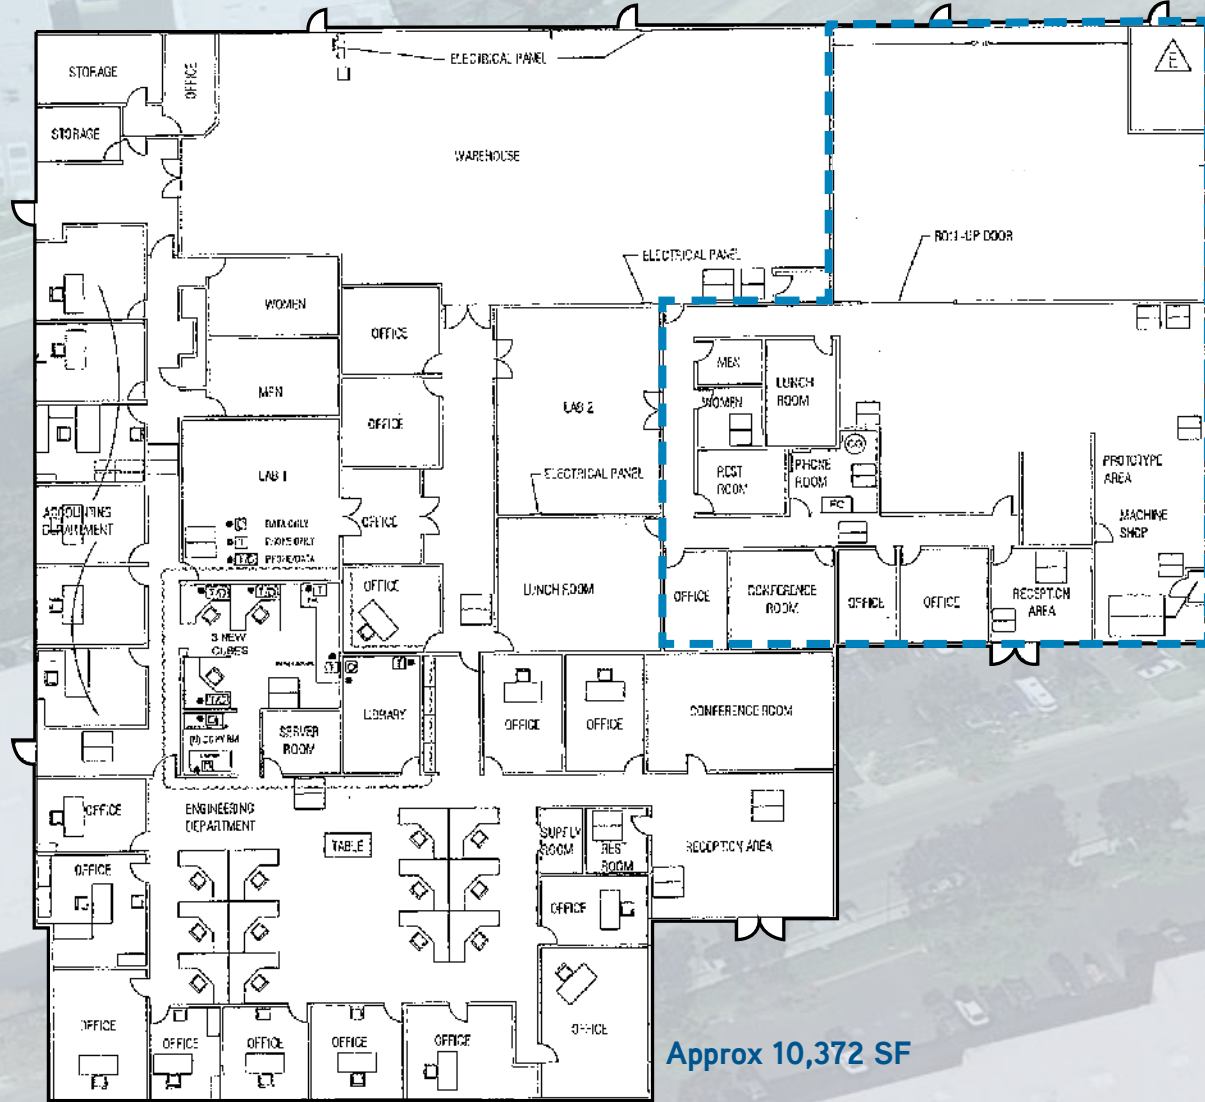 STORAGE
OFFICE
ELECTRICAL PANEL
E
STORAGE
WAREHOUSE
ROLL-UP DOOR
ELECTRICAL PANEL
WOMEN
OFFICE
MEN
LUNCH
ROOM
MEN
WOMEN
OFFICE
LAB 2
LAB 1
ELECTRICAL PANEL
REST
ROOM
PHONE
ROOM
PROTOTYPE
AREA
MACHINE
SHOP
ACCOUNTING
DEPARTMENT
DATA ONLY
PHONE ONLY
PHONE/DATA
OFFICE
OFFICE
LUNCH ROOM
OFFICE
CONFERENCE
ROOM
OFFICE
OFFICE
RECEPTION
AREA
3 NEW
CUBES
LIBRARY
SERVER
ROOM
(N) COPY RM
OFFICE
OFFICE
CONFERENCE ROOM
OFFICE
ENGINEERING
DEPARTMENT
TABLE
SUPPLY
ROOM
REST
ROOM
RECEPTION AREA
OFFICE
OFFICE
OFFICE
OFFICE
OFFICE
OFFICE
OFFICE
OFFICE
Approx 10,372 SF